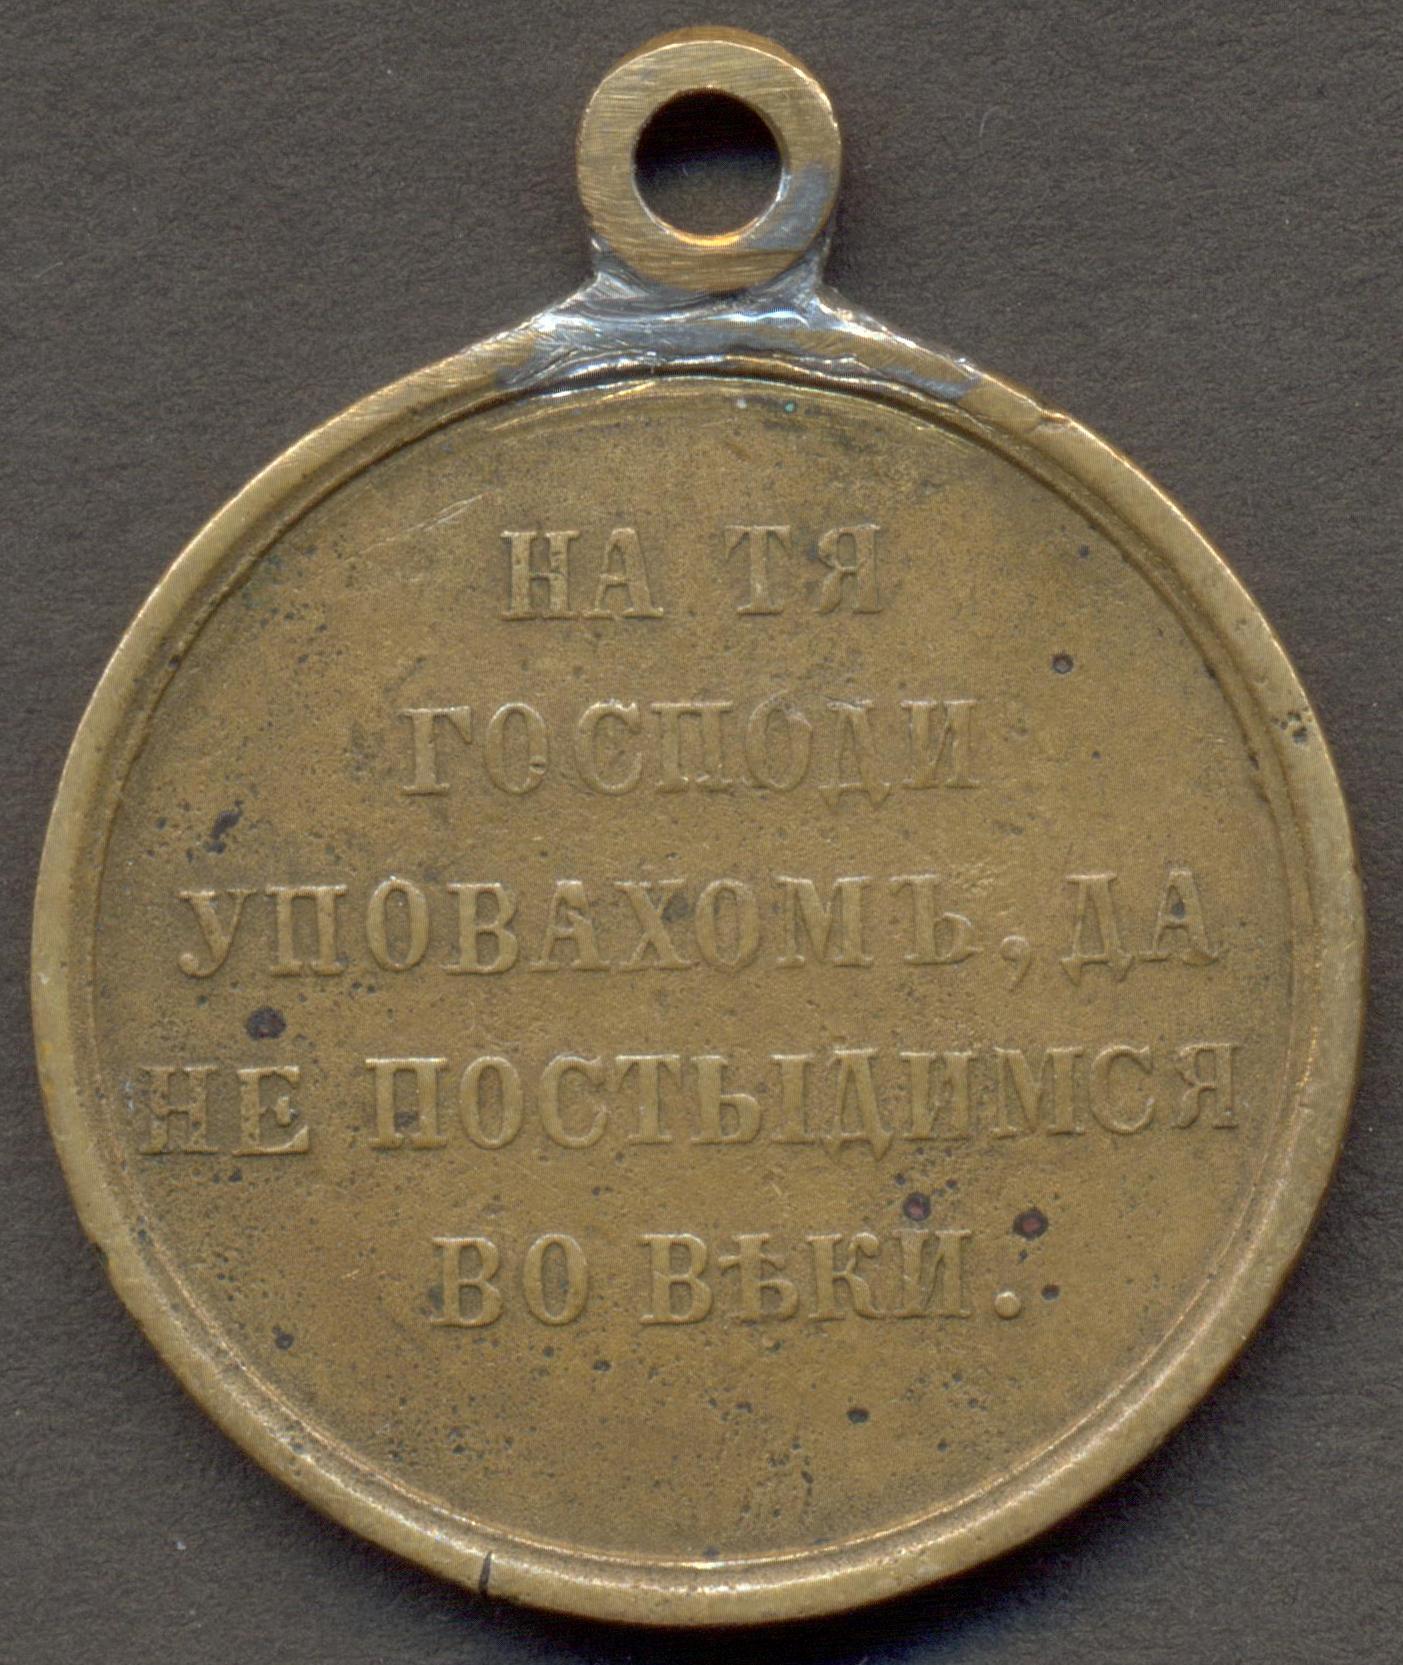 НА ТЯ
ГОСПОДИ
УПОВАХОМЪ, ДА
НЕ ПОСТЫДИМСЯ
ВО ВѢКИ.